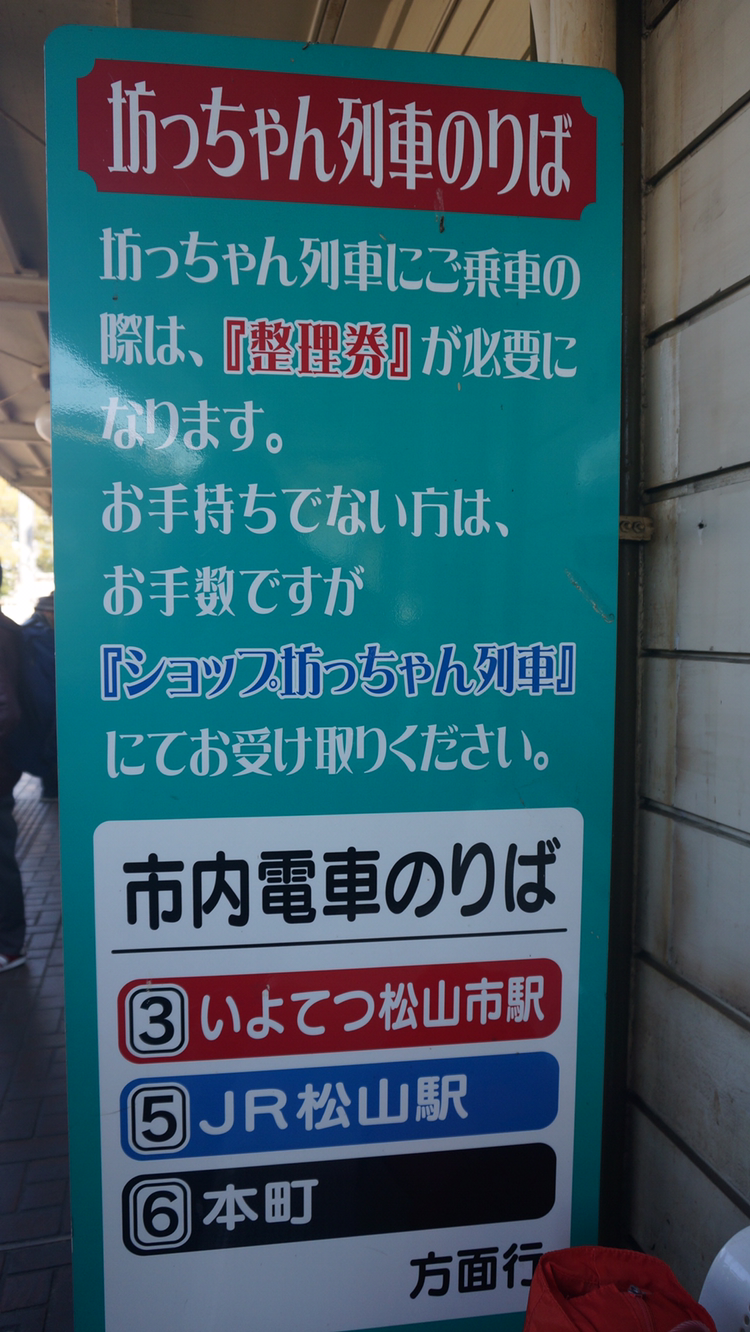 坊っちゃん列車のりば
坊っちゃん列車にご乗車の
際は、『整理券』が必要に
なります。
お手持ちでない方は、
お手数ですが
『ショップ坊っちゃん列車』
にてお受け取りください。
市内電車のりば
3 いよてつ松山市駅
5 JR松山駅
6 本町
方面行